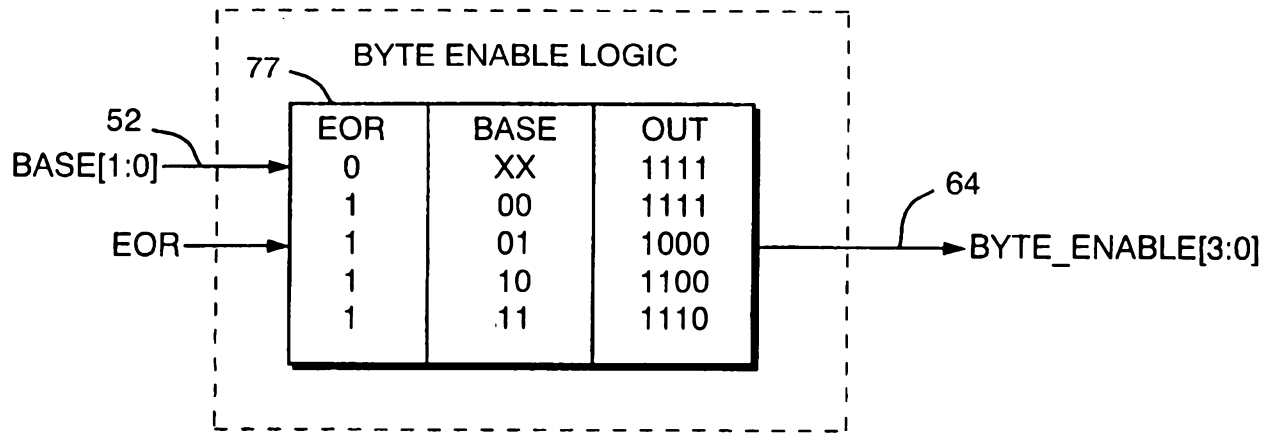 BYTE ENABLE LOGIC
77
EOR BASE OUT
52
BASE[1:0] 0 XX 1111
1 00 1111
64
EOR 1 01 1000 BYTE_ENABLE[3:0]
1 10 1100
1 11 1110